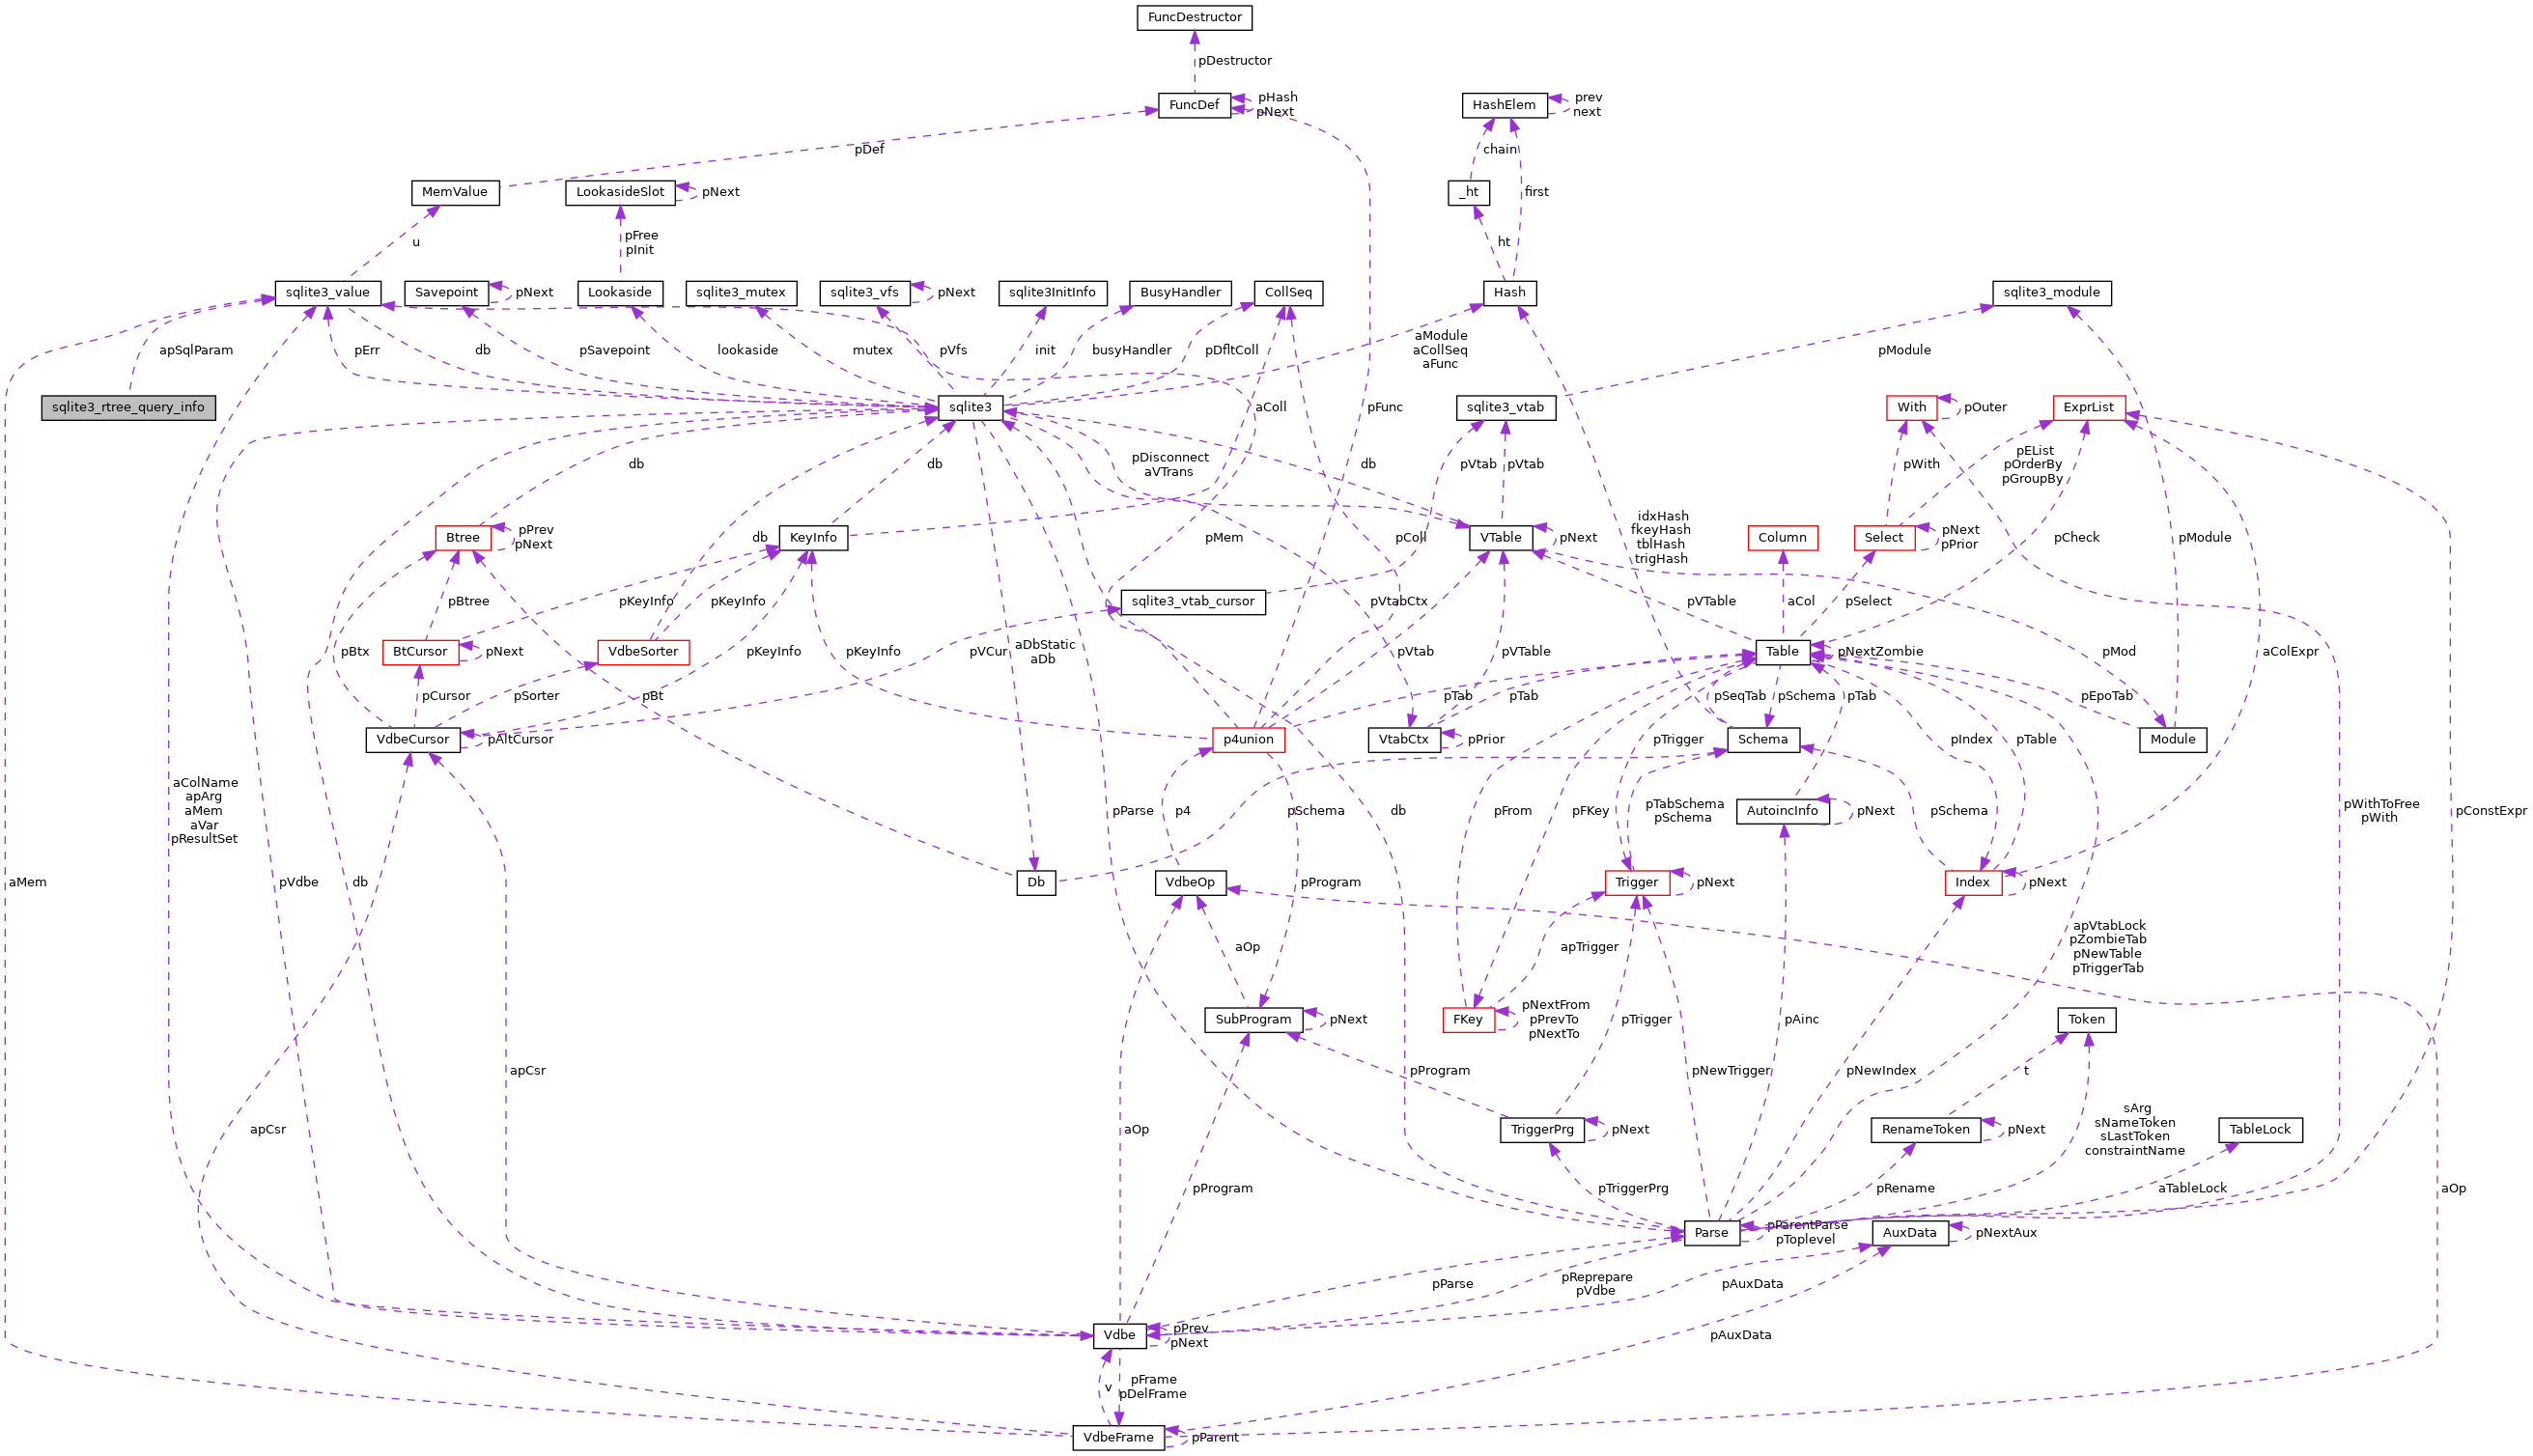 FuncDestructor
pDestructor
FuncDef
pHash
pNext
HashElem
prev
next
pDef
chain
MemValue
LookasideSlot
pNext
_ht
first
u
pFree
pInit
ht
sqlite3_value
Savepoint
pNext
Lookaside
sqlite3_mutex
sqlite3_vfs
pNext
sqlite3InitInfo
BusyHandler
CollSeq
Hash
sqlite3_module
apSqlParam
pErr
db
pSavepoint
lookaside
mutex
pVfs
init
busyHandler
pDfltColl
aModule
aCollSeq
aFunc
pModule
sqlite3_rtree_query_info
sqlite3
aColl
pFunc
sqlite3_vtab
With
pOuter
ExprList
db
db
pDisconnect
aVTrans
db
pVtab
pVtab
pWith
pEList
pOrderBy
pGroupBy
Btree
pPrev
pNext
db
KeyInfo
pMem
pColl
VTable
pNext
idxHash
fkeyHash
tblHash
trigHash
Column
Select
pNext
pPrior
pCheck
pModule
pBtree
pKeyInfo
pKeyInfo
sqlite3_vtab_cursor
pVtabCtx
pVTable
aCol
pSelect
pBtx
BtCursor
pNext
VdbeSorter
pKeyInfo
pKeyInfo
pVCur
aDbStatic
aDb
pVtab
pVTable
Table
pNextZombie
pMod
aColExpr
pCursor
pSorter
pBt
pTab
pTab
pSeqTab
pSchema
pTab
pEpoTab
VdbeCursor
pAltCursor
p4union
VtabCtx
pPrior
pTrigger
Schema
pIndex
pTable
Module
aColName
apArg
aMem
aVar
pResultSet
pParse
p4
pSchema
db
pFrom
pFKey
pTabSchema
pSchema
AutoincInfo
pNext
pSchema
pWithToFree
pWith
pConstExpr
aMem
pVdbe
db
Db
VdbeOp
pProgram
Trigger
pNext
Index
pNext
aOp
apTrigger
apVtabLock
pZombieTab
pNewTable
pTriggerTab
SubProgram
pNext
FKey
pNextFrom
pPrevTo
pNextTo
pTrigger
pAinc
Token
apCsr
pProgram
pNewTrigger
pNewIndex
t
apCsr
aOp
TriggerPrg
pNext
RenameToken
pNext
sArg
sNameToken
sLastToken
constraintName
TableLock
pProgram
pTriggerPrg
pRename
aTableLock
aOp
Parse
pParentParse
pToplevel
AuxData
pNextAux
pParse
pReprepare
pVdbe
pAuxData
Vdbe
pPrev
pNext
pAuxData
v
pFrame
pDelFrame
VdbeFrame
pParent